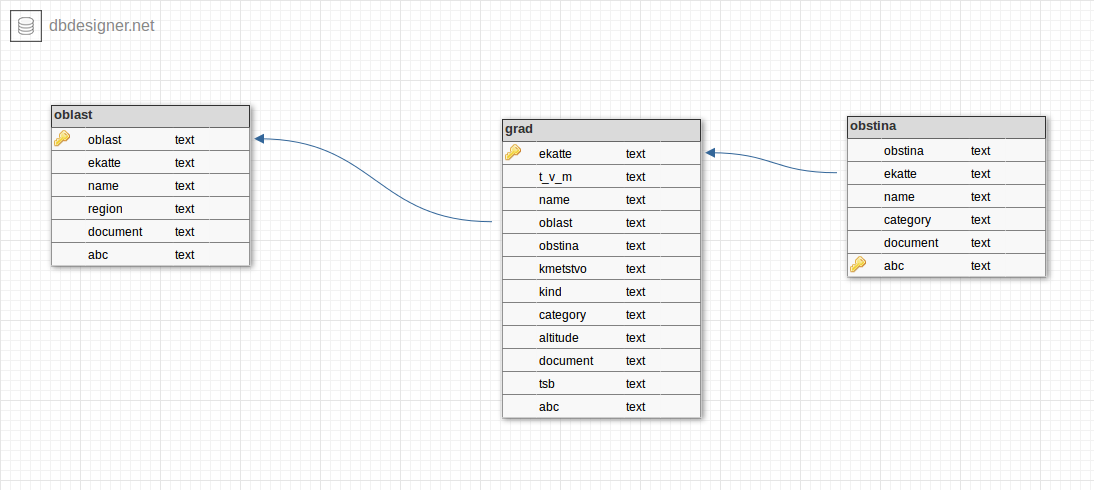 dbdesigner.net
oblast
oblast text
ekatte text
name text
region text
document text
abc text
grad
ekatte text
t_v_m text
name text
oblast text
obstina text
kmetstvo text
kind text
category text
altitude text
document text
tsb text
abc text
obstina
obstina text
ekatte text
name text
category text
document text
abc text